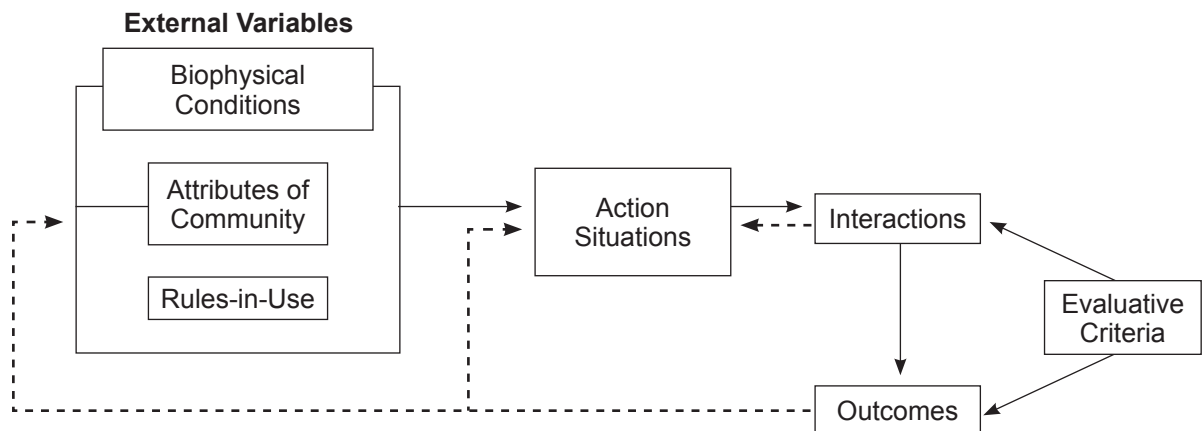 External Variables
Biophysical
Conditions
Attributes of
Community
Rules-in-Use
Action
Situations
Interactions
Evaluative
Criteria
Outcomes